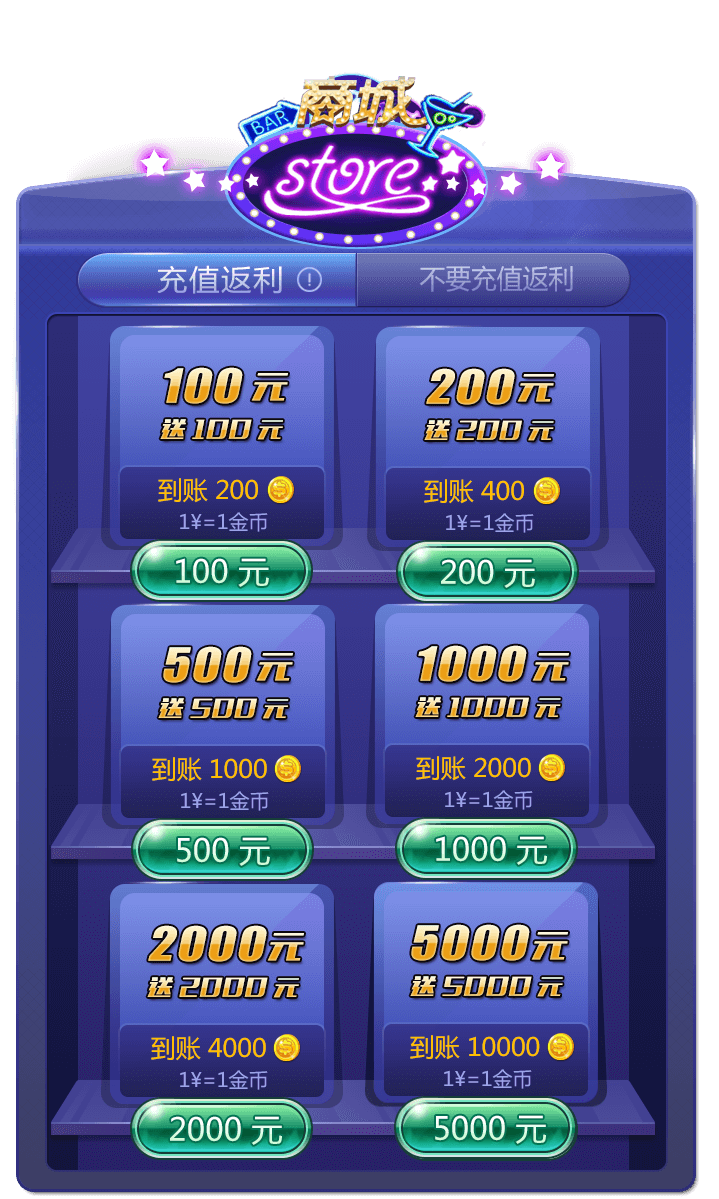 商城
BAR
store
充值返利
不要充值返利
100元
送100元
到账 200
1¥=1金币
100 元
200元
送200元
到账 400
1¥=1金币
200 元
500元
送500元
到账 1000
1¥=1金币
500 元
1000元
送1000元
到账 2000
1¥=1金币
1000 元
2000元
送2000元
到账 4000
1¥=1金币
2000 元
5000元
送5000元
到账 10000
1¥=1金币
5000 元